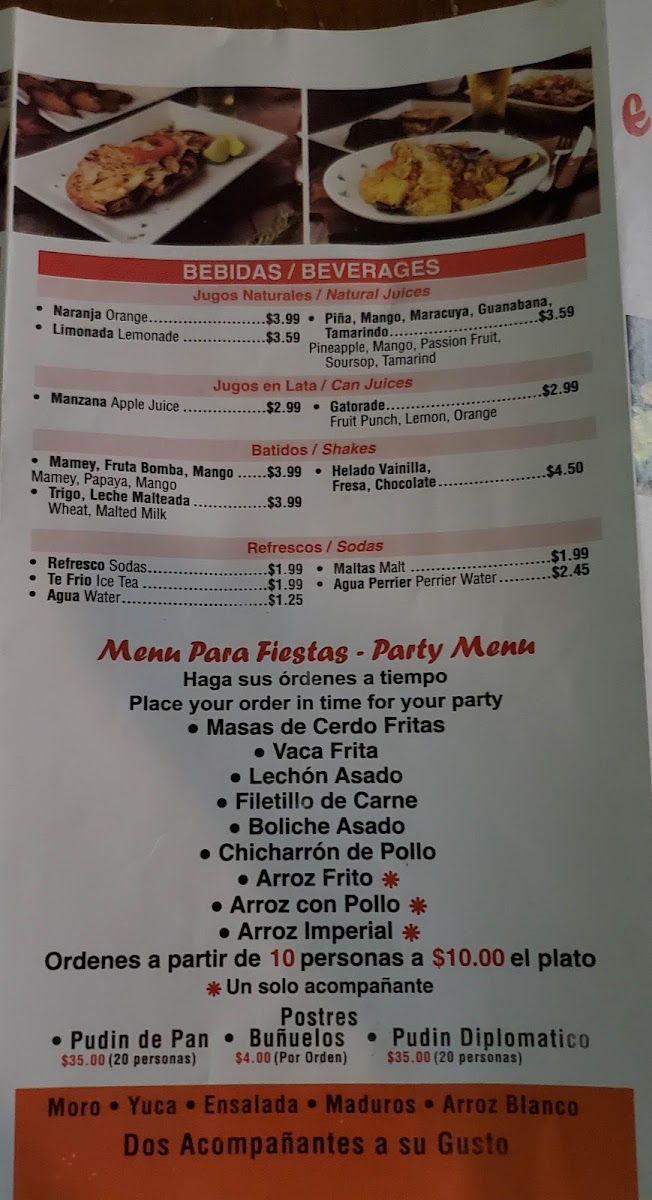 BEBIDAS / BEVERAGES
Jugos Naturales / Natural Juices
• Naranja Orange..........................$3.99
• Limonada Lemonade ..................$3.59
• Piña, Mango, Maracuya, Guanabana,
Tamarindo.................................$3.59
Pineapple, Mango, Passion Fruit,
Soursop, Tamarind
Jugos en Lata / Can Juices
• Manzana Apple Juice ..................$2.99
• Gatorade...................................$2.99
Fruit Punch, Lemon, Orange
Batidos / Shakes
• Mamey, Fruta Bomba, Mango ......$3.99
Mamey, Papaya, Mango
• Trigo, Leche Malteada ................$3.99
Wheat, Malted Milk
• Helado Vainilla,
Fresa, Chocolate........................$4.50
Refrescos / Sodas
• Refresco Sodas..........................$1.99
• Te Frio Ice Tea ...........................$1.99
• Agua Water................................$1.25
• Maltas Malt ...............................$1.99
• Agua Perrier Perrier Water...........$2.45
Menu Para Fiestas - Party Menu
Haga sus órdenes a tiempo
Place your order in time for your party
• Masas de Cerdo Fritas
• Vaca Frita
• Lechón Asado
• Filetillo de Carne
• Boliche Asado
• Chicharrón de Pollo
• Arroz Frito *
• Arroz con Pollo *
• Arroz Imperial *
Ordenes a partir de 10 personas a $10.00 el plato
* Un solo acompañante
Postres
• Pudin de Pan • Buñuelos • Pudin Diplomatico
$35.00 (20 personas) $4.00 (Por Orden) $35.00 (20 personas)
Moro • Yuca • Ensalada • Maduros • Arroz Blanco
Dos Acompañantes a su Gusto